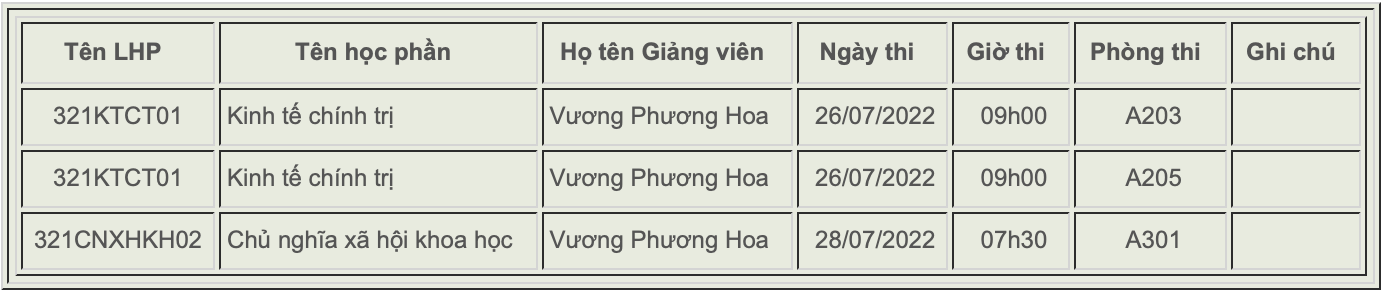 Tên LHP Tên học phần Họ tên Giảng viên Ngày thi Giờ thi Phòng thi Ghi chú
321KTCT01 Kinh tế chính trị Vương Phương Hoa 26/07/2022 09h00 A203
321KTCT01 Kinh tế chính trị Vương Phương Hoa 26/07/2022 09h00 A205
321CNXHKH02 Chủ nghĩa xã hội khoa học Vương Phương Hoa 28/07/2022 07h30 A301